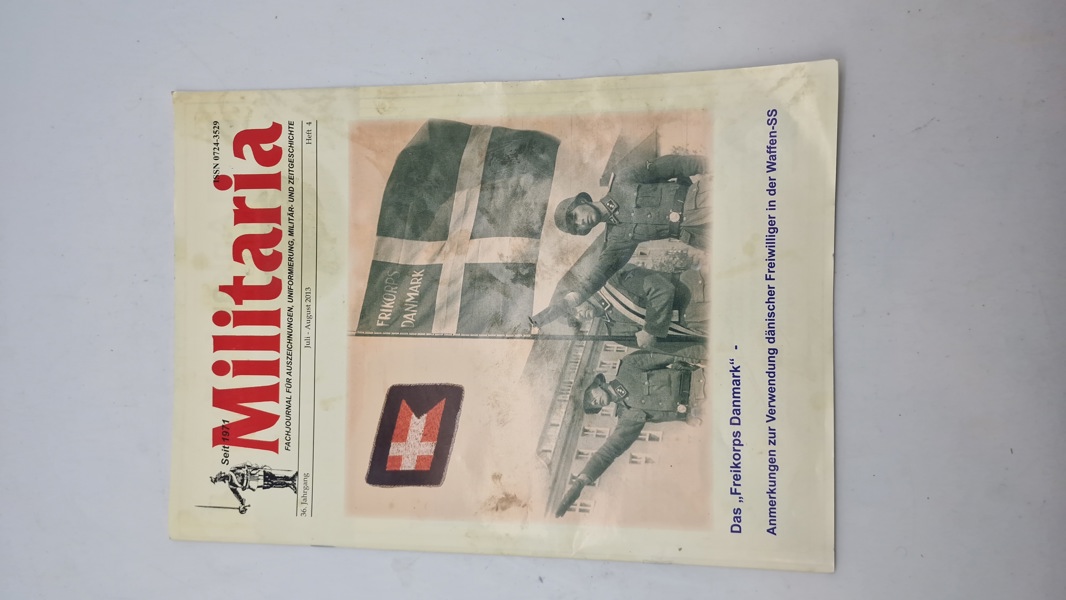 ISSN 0724-3529
Seit 1971
Militaria
FACHJOURNAL FÜR AUSZEICHNUNGEN, UNIFORMIERUNG, MILITÄR- UND ZEITGESCHICHTE
36. Jahrgang Juli - August 2013 Heft 4
FRIKORPS
DANMARK
Das „Freikorps Danmark“ -
Anmerkungen zur Verwendung dänischer Freiwilliger in der Waffen-SS